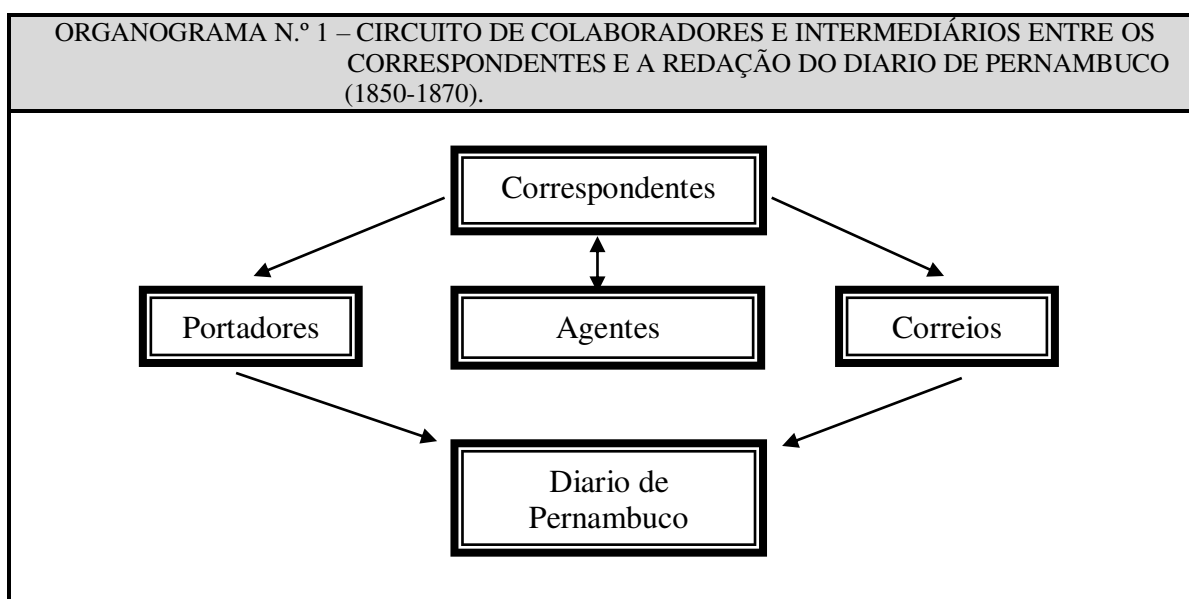 ORGANOGRAMA N.º 1 – CIRCUITO DE COLABORADORES E INTERMEDIÁRIOS ENTRE OS
CORRESPONDENTES E A REDAÇÃO DO DIARIO DE PERNAMBUCO
(1850-1870).
Correspondentes
Portadores
Agentes
Correios
Diario de
Pernambuco